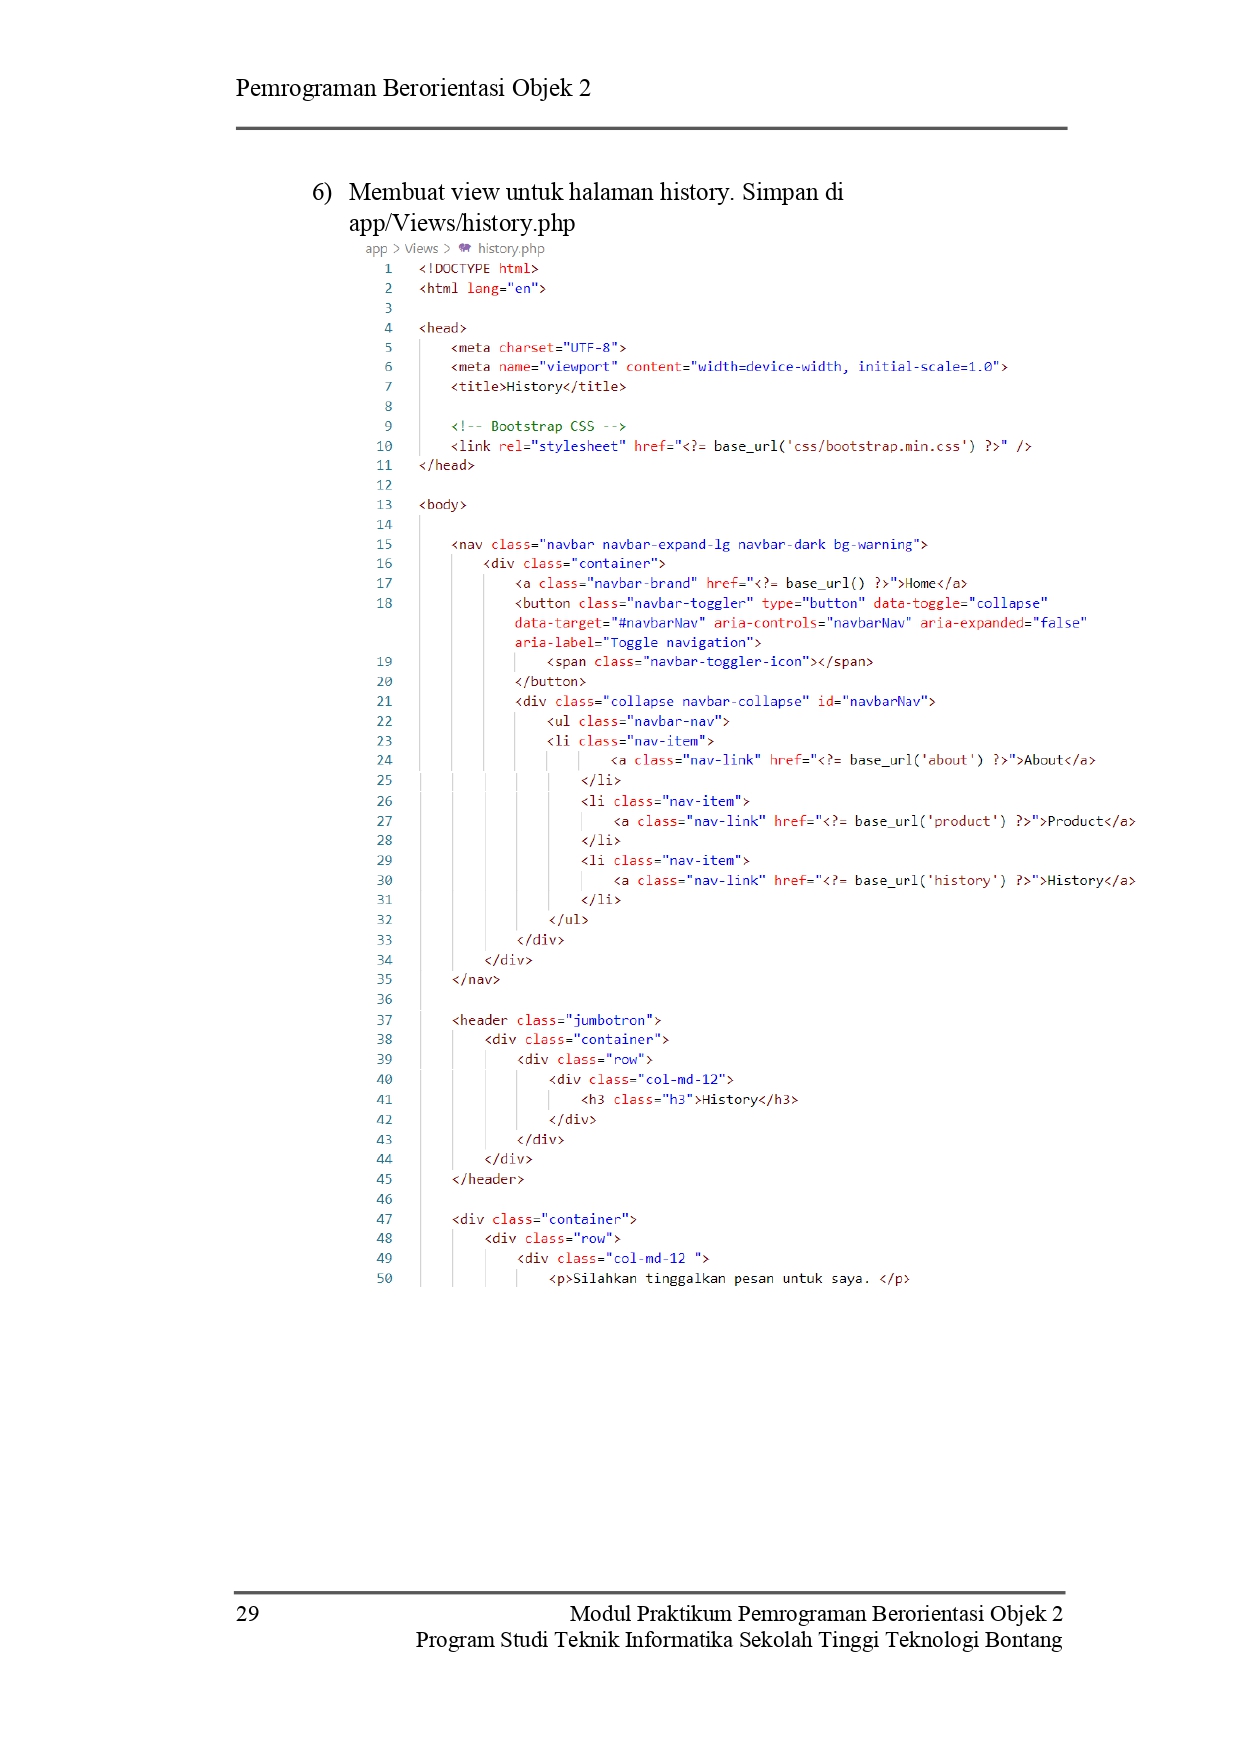 Pemrograman Berorientasi Objek 2
6) Membuat view untuk halaman history. Simpan di
app/Views/history.php
app > Views > history.php
1 <!DOCTYPE html>
2 <html lang="en">
3
4 <head>
5 <meta charset="UTF-8">
6 <meta name="viewport" content="width=device-width, initial-scale=1.0">
7 <title>History</title>
8
9 <!-- Bootstrap CSS -->
10 <link rel="stylesheet" href="<?= base_url('css/bootstrap.min.css') ?>" />
11 </head>
12
13 <body>
14
15 <nav class="navbar navbar-expand-lg navbar-dark bg-warning">
16 <div class="container">
17 <a class="navbar-brand" href="<?= base_url() ?>">Home</a>
18 <button class="navbar-toggler" type="button" data-toggle="collapse"
data-target="#navbarNav" aria-controls="navbarNav" aria-expanded="false"
aria-label="Toggle navigation">
19 <span class="navbar-toggler-icon"></span>
20 </button>
21 <div class="collapse navbar-collapse" id="navbarNav">
22 <ul class="navbar-nav">
23 <li class="nav-item">
24 <a class="nav-link" href="<?= base_url('about') ?>">About</a>
25 </li>
26 <li class="nav-item">
27 <a class="nav-link" href="<?= base_url('product') ?>">Product</a>
28 </li>
29 <li class="nav-item">
30 <a class="nav-link" href="<?= base_url('history') ?>">History</a>
31 </li>
32 </ul>
33 </div>
34 </div>
35 </nav>
36
37 <header class="jumbotron">
38 <div class="container">
39 <div class="row">
40 <div class="col-md-12">
41 <h3 class="h3">History</h3>
42 </div>
43 </div>
44 </div>
45 </header>
46
47 <div class="container">
48 <div class="row">
49 <div class="col-md-12 ">
50 <p>Silahkan tinggalkan pesan untuk saya. </p>
29 Modul Praktikum Pemrograman Berorientasi Objek 2
Program Studi Teknik Informatika Sekolah Tinggi Teknologi Bontang